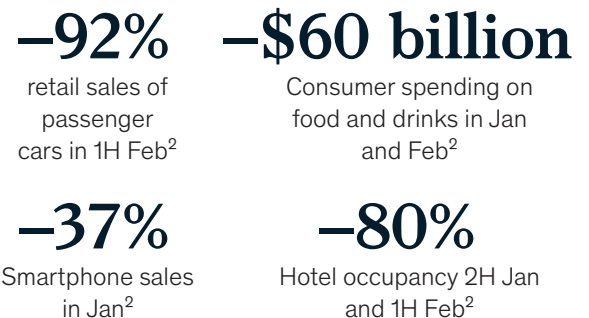 –92%
retail sales of
passenger
cars in 1H Feb²
–$60 billion
Consumer spending on
food and drinks in Jan
and Feb²
–37%
Smartphone sales
in Jan²
–80%
Hotel occupancy 2H Jan
and 1H Feb²